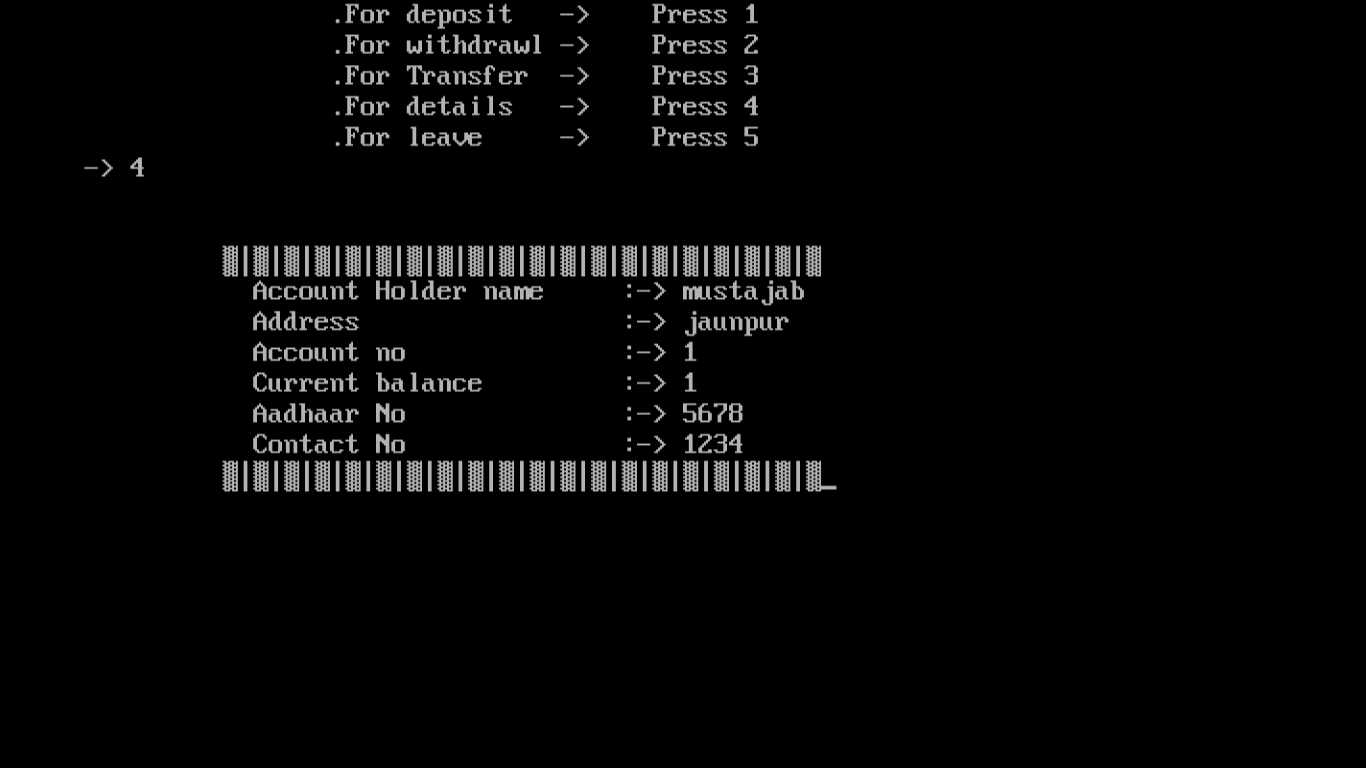 .For deposit -> Press 1
.For withdrawl -> Press 2
.For Transfer -> Press 3
.For details -> Press 4
.For leave -> Press 5
-> 4
▒|▒|▒|▒|▒|▒|▒|▒|▒|▒|▒|▒|▒|▒|▒|▒|▒|▒|▒|▒
Account Holder name :-> mustajab
Address :-> jaunpur
Account no :-> 1
Current balance :-> 1
Aadhaar No :-> 5678
Contact No :-> 1234
▒|▒|▒|▒|▒|▒|▒|▒|▒|▒|▒|▒|▒|▒|▒|▒|▒|▒|▒|▒_